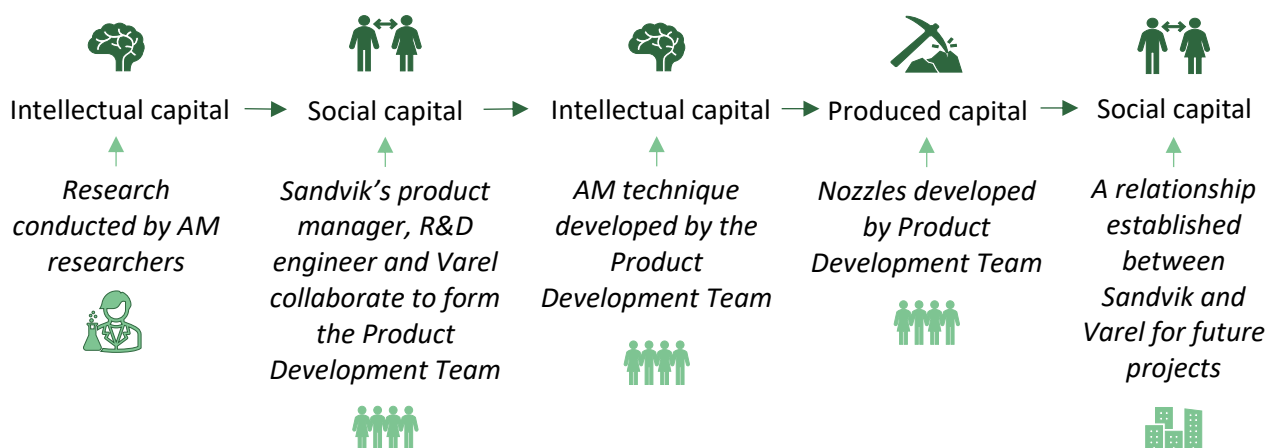 Intellectual capital
Social capital
Intellectual capital
Produced capital
Social capital
Research
conducted by AM
researchers
Sandvik’s product
manager, R&D
engineer and Varel
collaborate to form
the Product
Development Team
AM technique
developed by the
Product
Development Team
Nozzles developed
by Product
Development Team
A relationship
established
between
Sandvik and
Varel for future
projects